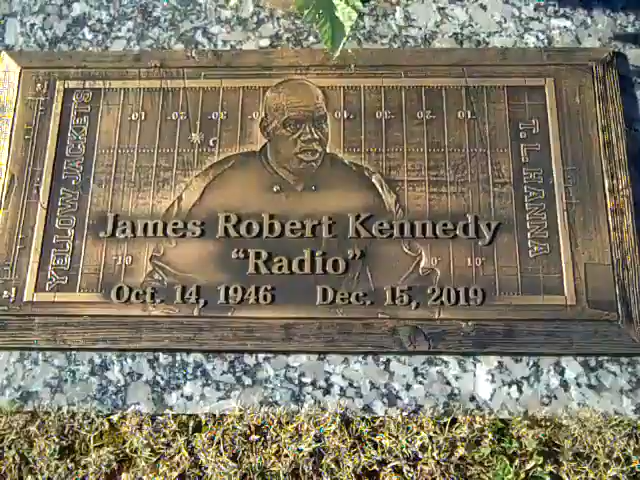 YELLOW JACKETS
T. L. HANNA
James Robert Kennedy
"Radio"
Oct. 14, 1946 Dec. 15, 2019